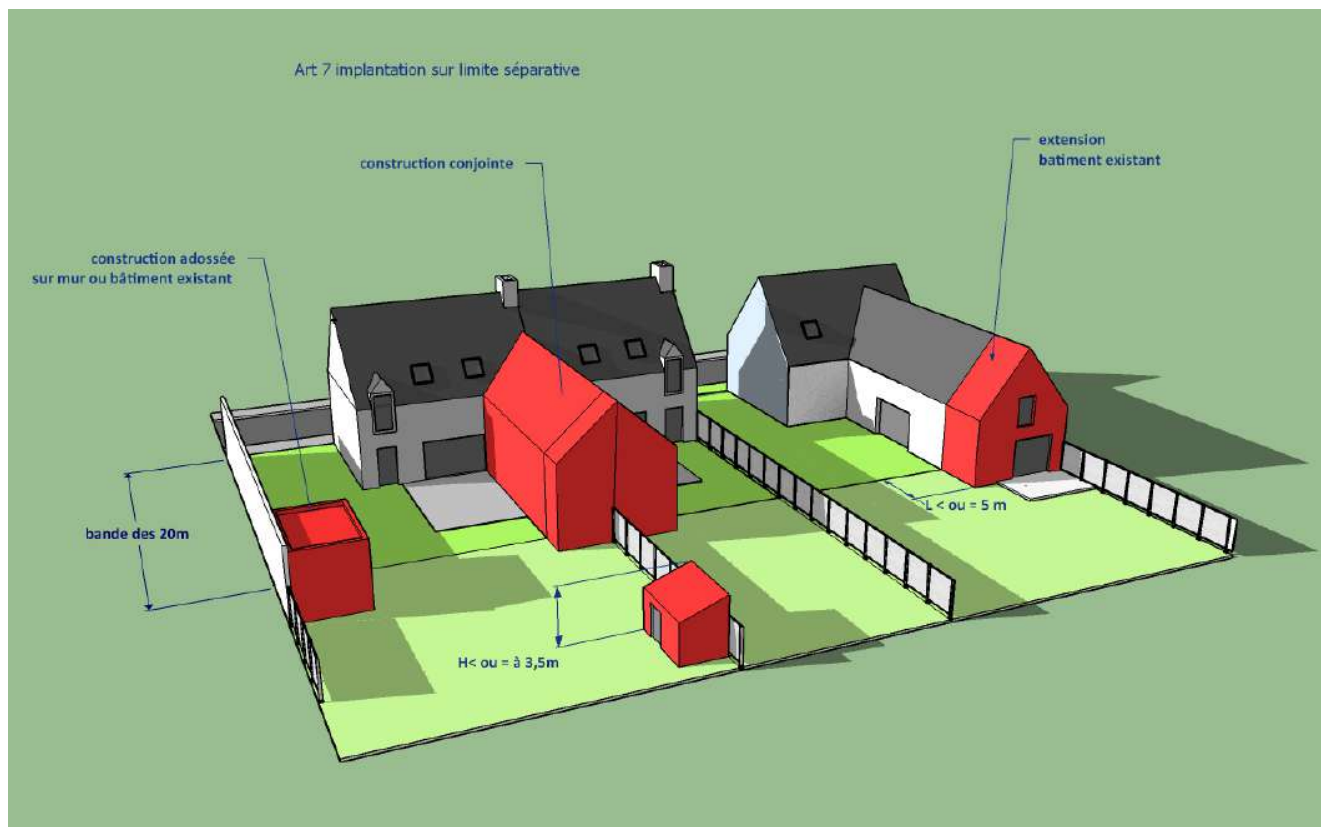 Art 7 implantation sur limite séparative
construction conjointe
extension
batiment existant
construction adossée
sur mur ou bâtiment existant
bande des 20m
L < ou = 5 m
H< ou = à 3,5m